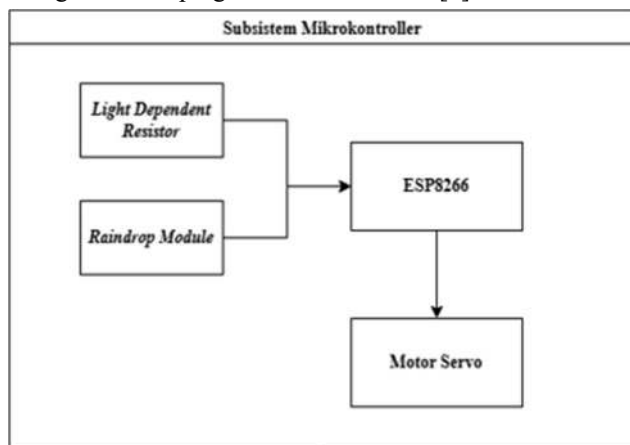 Subsistem Mikrokontroller
Light Dependent
Resistor
ESP8266
Raindrop Module
Motor Servo